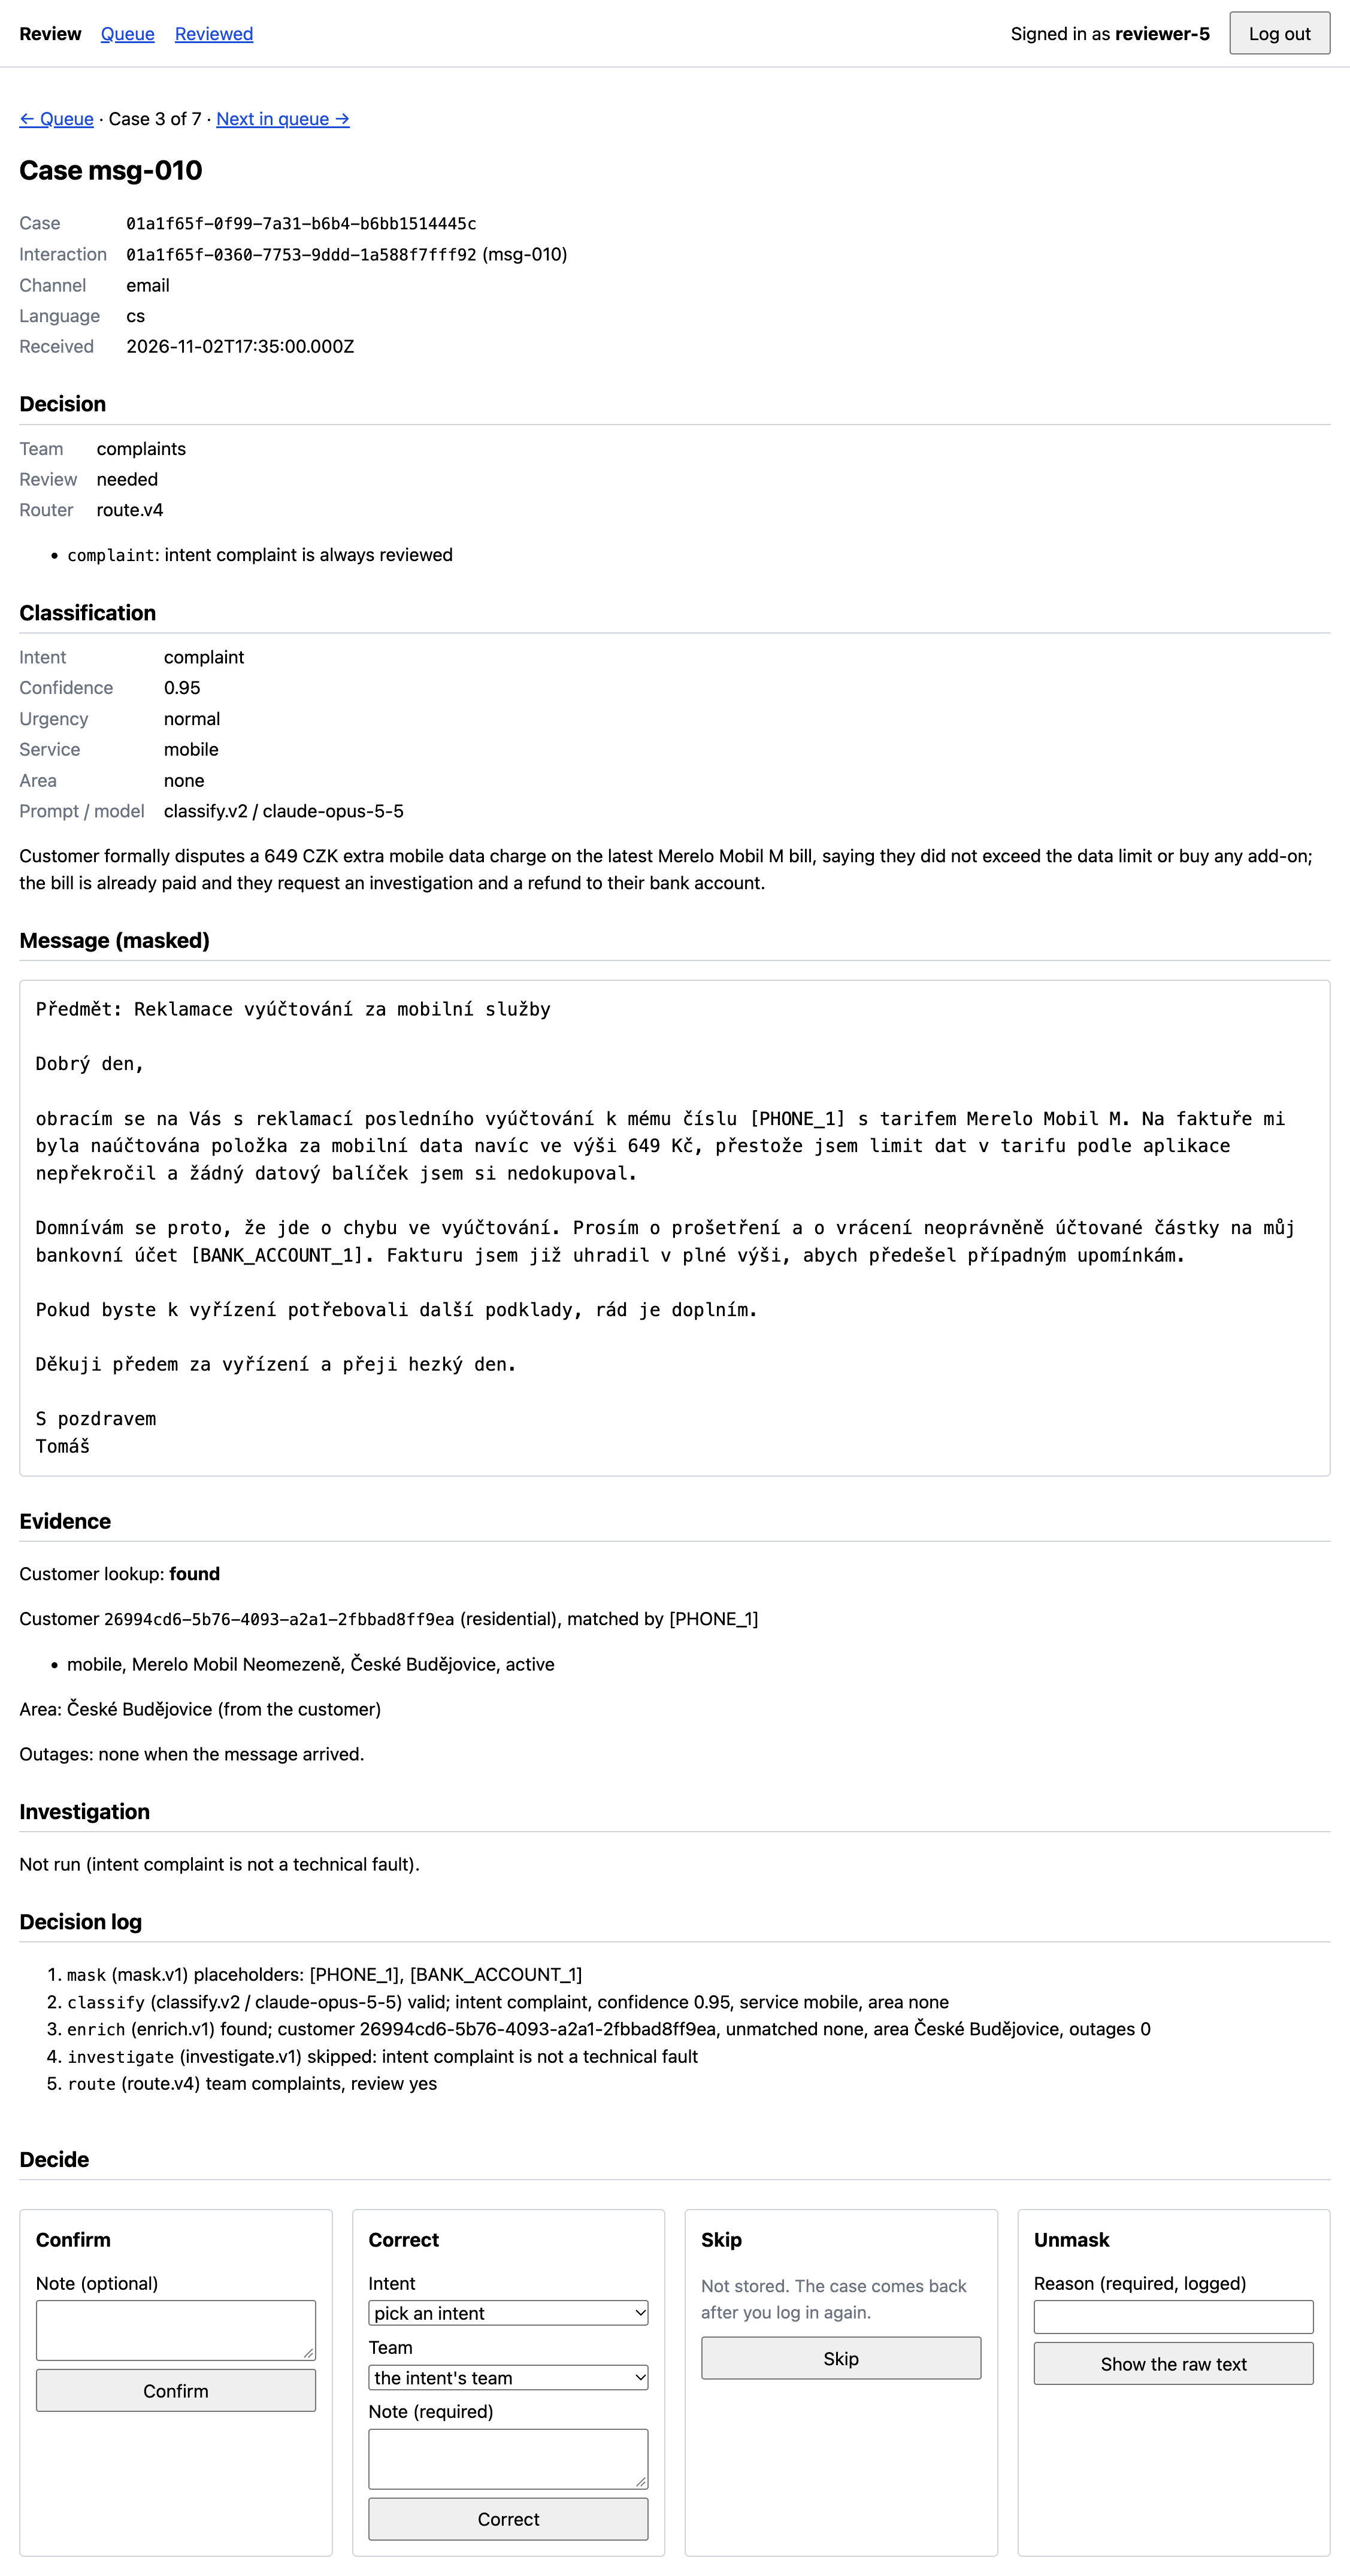 Review Queue Reviewed Signed in as reviewer-5 Log out
← Queue · Case 3 of 7 · Next in queue →
Case msg-010
Case 01a1f65f-0f99-7a31-b6b4-b6bb1514445c
Interaction 01a1f65f-0360-7753-9ddd-1a588f7fff92 (msg-010)
Channel email
Language cs
Received 2026-11-02T17:35:00.000Z
Decision
Team complaints
Review needed
Router route.v4
• complaint: intent complaint is always reviewed
Classification
Intent complaint
Confidence 0.95
Urgency normal
Service mobile
Area none
Prompt / model classify.v2 / claude-opus-5-5
Customer formally disputes a 649 CZK extra mobile data charge on the latest Merelo Mobil M bill, saying they did not exceed the data limit or buy any add-on;
the bill is already paid and they request an investigation and a refund to their bank account.
Message (masked)
Předmět: Reklamace vyúčtování za mobilní služby
Dobrý den,
obracím se na Vás s reklamací posledního vyúčtování k mému číslu [PHONE_1] s tarifem Merelo Mobil M. Na faktuře mi
byla naúčtována položka za mobilní data navíc ve výši 649 Kč, přestože jsem limit dat v tarifu podle aplikace
nepřekročil a žádný datový balíček jsem si nedokupoval.
Domnívám se proto, že jde o chybu ve vyúčtování. Prosím o prošetření a o vrácení neoprávněně účtované částky na můj
bankovní účet [BANK_ACCOUNT_1]. Fakturu jsem již uhradil v plné výši, abych předešel případným upomínkám.
Pokud byste k vyřízení potřebovali další podklady, rád je doplním.
Děkuji předem za vyřízení a přeji hezký den.
S pozdravem
Tomáš
Evidence
Customer lookup: found
Customer 26994cd6-5b76-4093-a2a1-2fbbad8ff9ea (residential), matched by [PHONE_1]
• mobile, Merelo Mobil Neomezeně, České Budějovice, active
Area: České Budějovice (from the customer)
Outages: none when the message arrived.
Investigation
Not run (intent complaint is not a technical fault).
Decision log
1. mask (mask.v1) placeholders: [PHONE_1], [BANK_ACCOUNT_1]
2. classify (classify.v2 / claude-opus-5-5) valid; intent complaint, confidence 0.95, service mobile, area none
3. enrich (enrich.v1) found; customer 26994cd6-5b76-4093-a2a1-2fbbad8ff9ea, unmatched none, area České Budějovice, outages 0
4. investigate (investigate.v1) skipped: intent complaint is not a technical fault
5. route (route.v4) team complaints, review yes
Decide
Confirm
Note (optional)
Confirm
Correct
Intent
pick an intent
Team
the intent's team
Note (required)
Correct
Skip
Not stored. The case comes back
after you log in again.
Skip
Unmask
Reason (required, logged)
Show the raw text